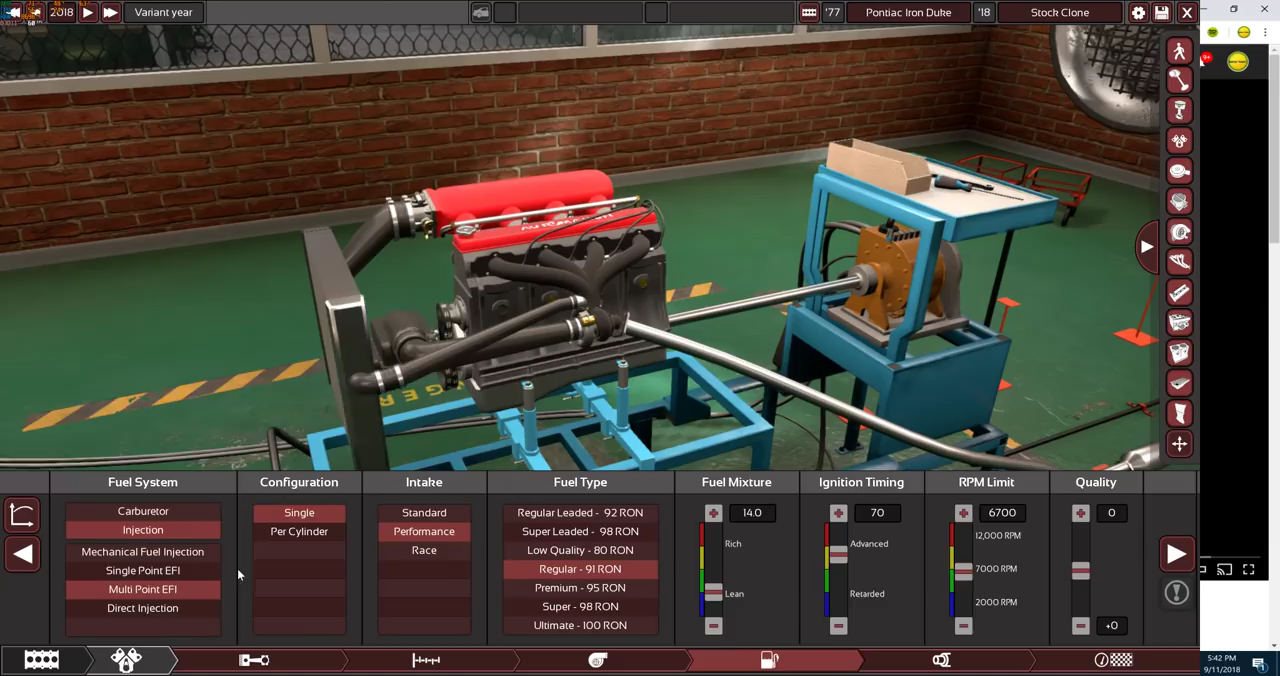 2018
Variant year
'77
Pontiac Iron Duke
'18
Stock Clone
Fuel System
Carburetor
Injection
Mechanical Fuel Injection
Single Point EFI
Multi Point EFI
Direct Injection
Configuration
Single
Per Cylinder
Intake
Standard
Performance
Race
Fuel Type
Regular Leaded - 92 RON
Super Leaded - 98 RON
Low Quality - 80 RON
Regular - 91 RON
Premium - 95 RON
Super - 98 RON
Ultimate - 100 RON
Fuel Mixture
14.0
Rich
Lean
Ignition Timing
70
Advanced
Retarded
RPM Limit
6700
12,000 RPM
7000 RPM
2000 RPM
Quality
0
+0
5:42 PM
9/11/2018